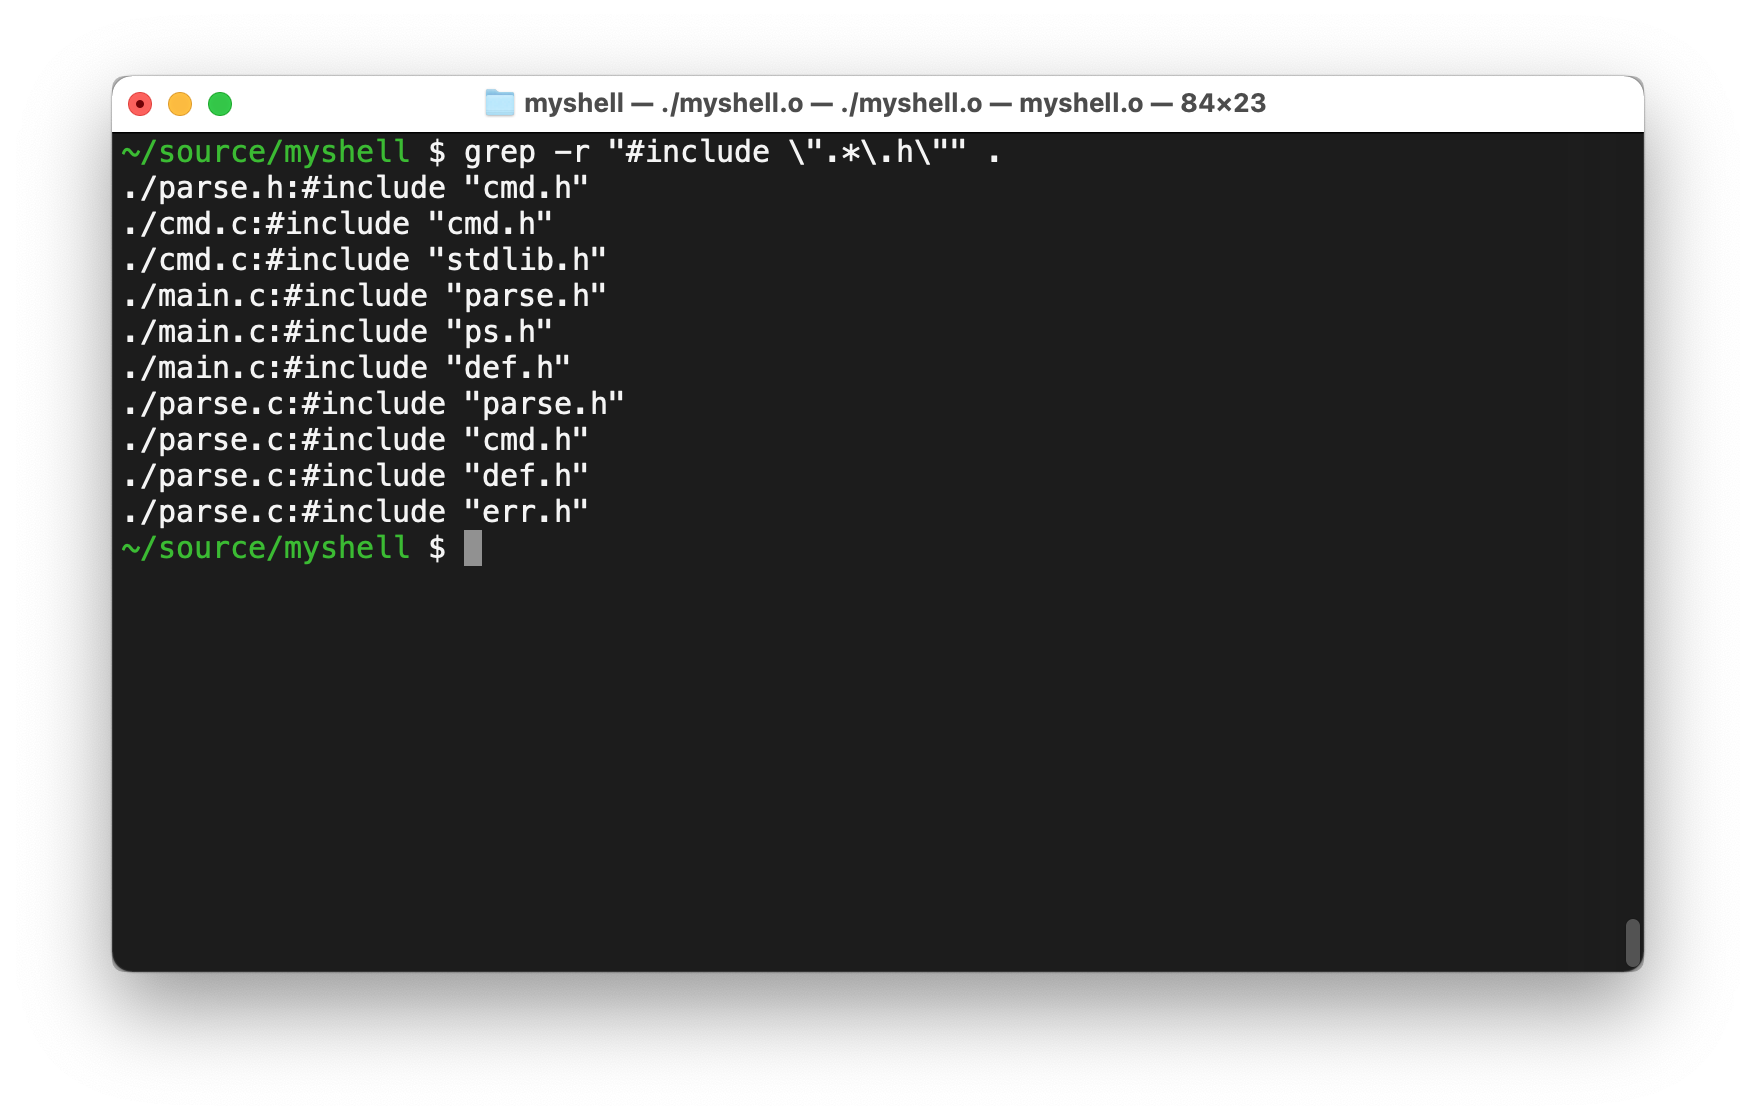 myshell — ./myshell.o — ./myshell.o — myshell.o — 84×23
~/source/myshell $ grep -r "#include \".*\.h\"" .
./parse.h:#include "cmd.h"
./cmd.c:#include "cmd.h"
./cmd.c:#include "stdlib.h"
./main.c:#include "parse.h"
./main.c:#include "ps.h"
./main.c:#include "def.h"
./parse.c:#include "parse.h"
./parse.c:#include "cmd.h"
./parse.c:#include "def.h"
./parse.c:#include "err.h"
~/source/myshell $